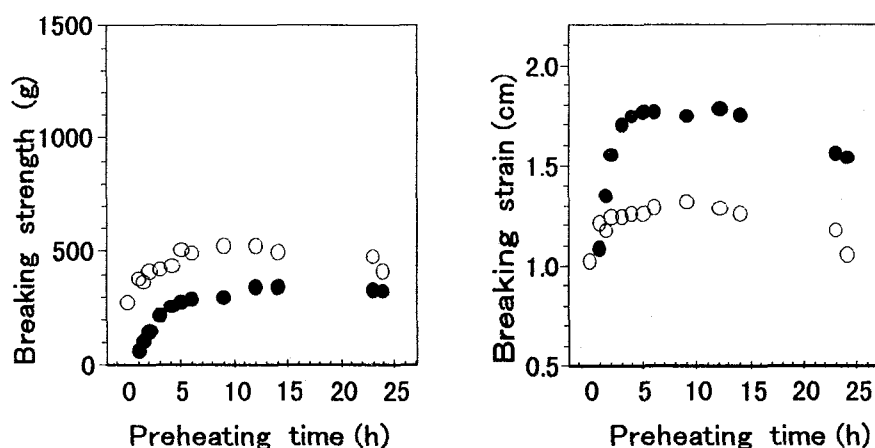 1500
1000
500
0
Breaking strength (g)
0 5 10 15 20 25
Preheating time (h)
2.0
1.5
1.0
0.5
Breaking strain (cm)
0 5 10 15 20 25
Preheating time (h)